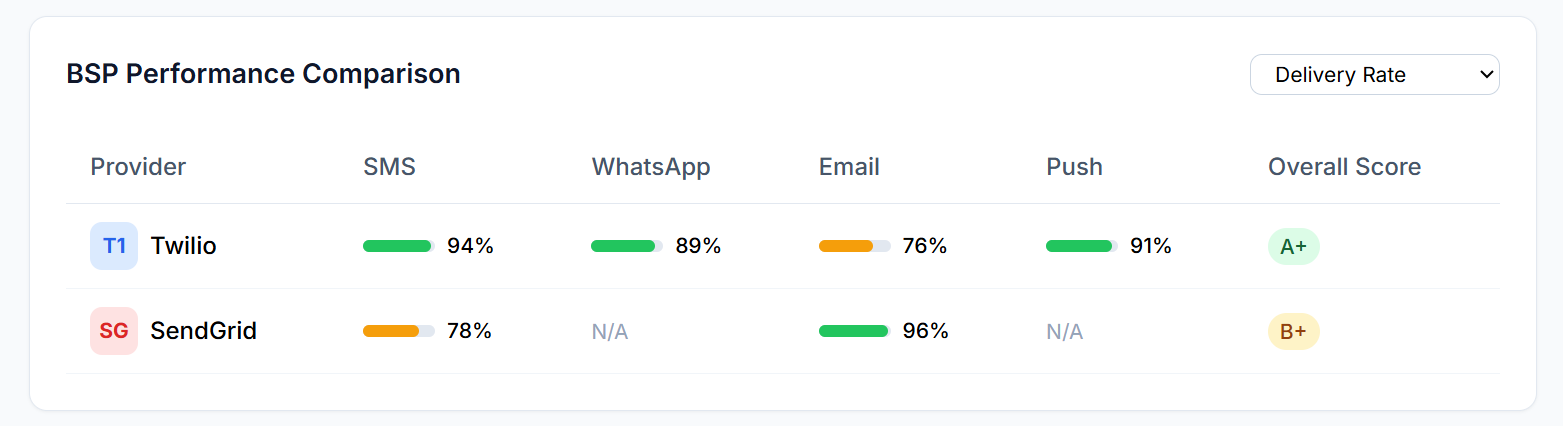 BSP Performance Comparison
Delivery Rate
Provider SMS WhatsApp Email Push Overall Score
T1 Twilio 94% 89% 76% 91% A+
SG SendGrid 78% N/A 96% N/A B+